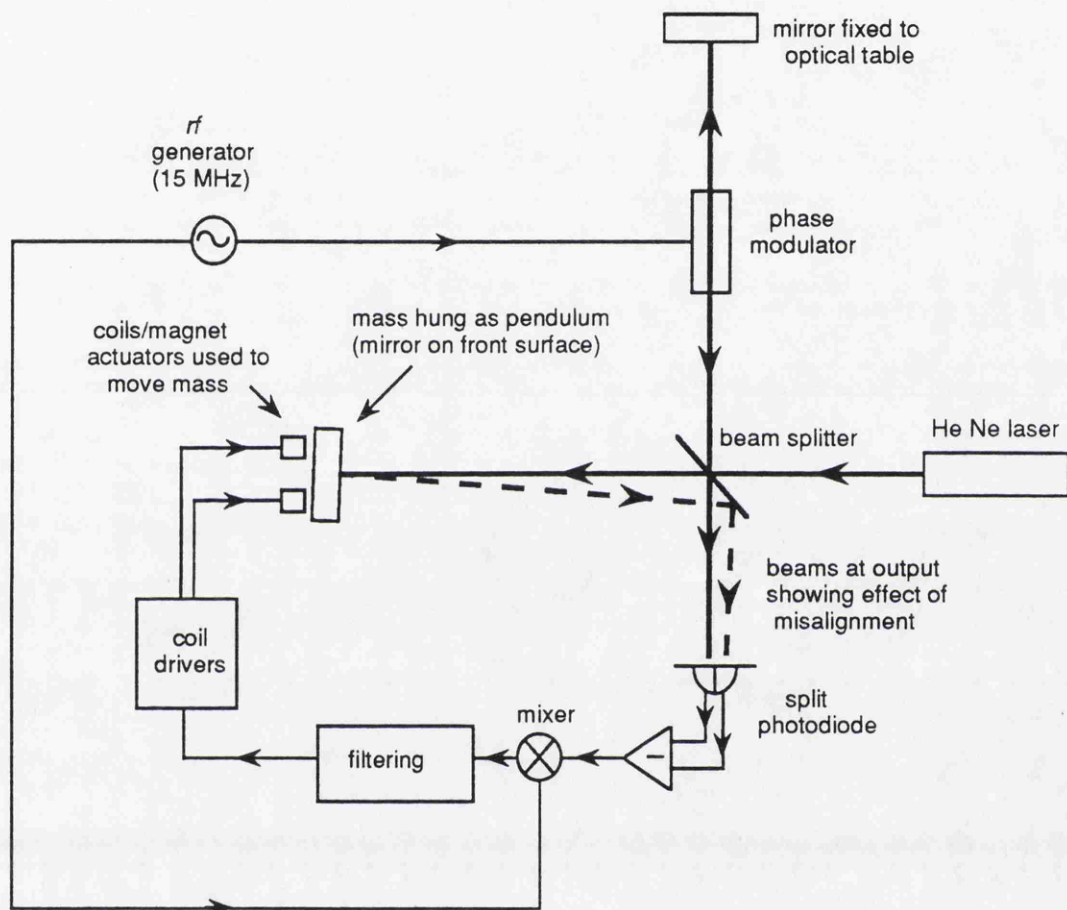 mirror fixed to
optical table
rf
generator
(15 MHz)
phase
modulator
coils/magnet
actuators used to
move mass
mass hung as pendulum
(mirror on front surface)
beam splitter
He Ne laser
beams at output
showing effect of
misalignment
coil
drivers
split
photodiode
mixer
filtering
−